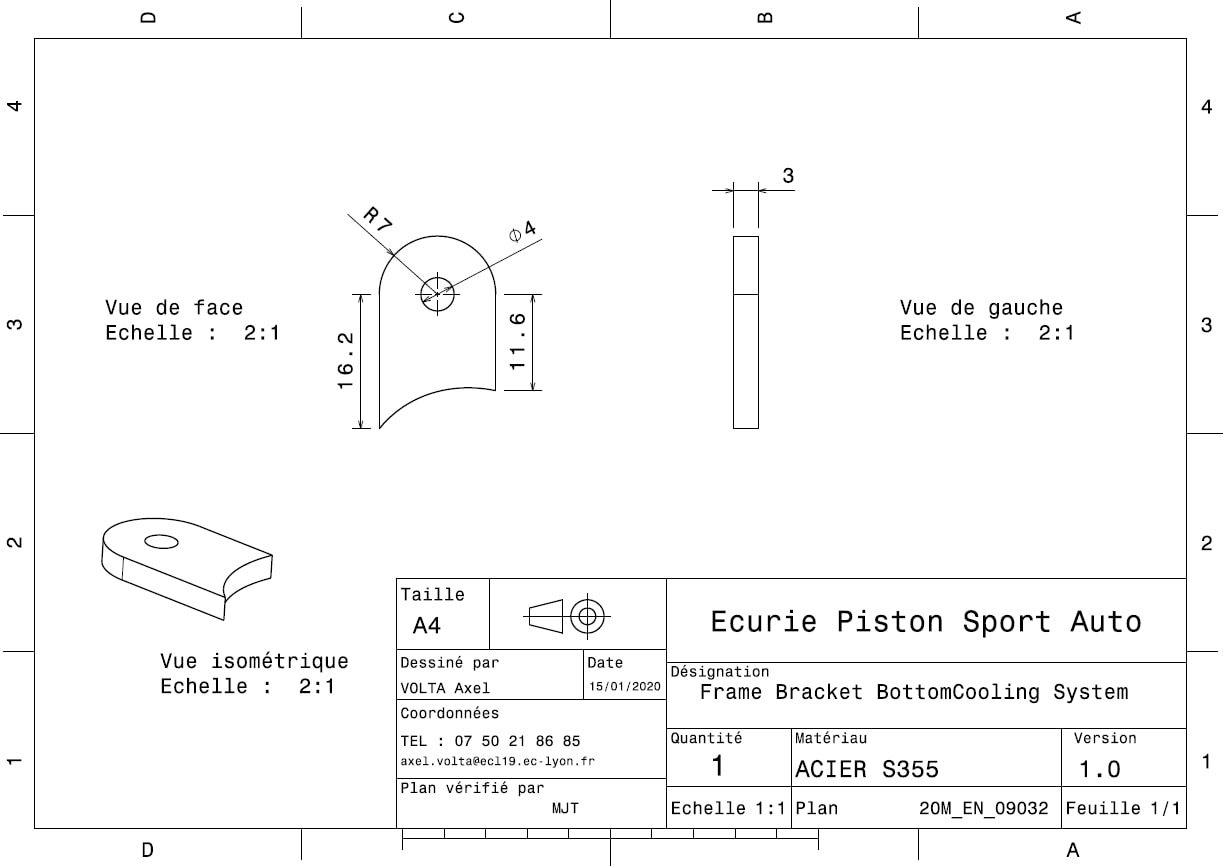 D C B A
4 4
3
R7
Ø4
Vue de face
Echelle : 2:1
16.2
11.6
Vue de gauche
Echelle : 2:1
3 3
2 2
Vue isométrique
Echelle : 2:1
Taille
A4
Ecurie Piston Sport Auto
Dessiné par
VOLTA Axel
Date
15/01/2020
Désignation
Frame Bracket BottomCooling System
Coordonnées
TEL : 07 50 21 86 85
axel.volta@ecl19.ec-lyon.fr
Quantité
1
Matériau
ACIER S355
Version
1.0
Plan vérifié par
MJT
Echelle 1:1
Plan 20M_EN_09032
Feuille 1/1
1 1
D A